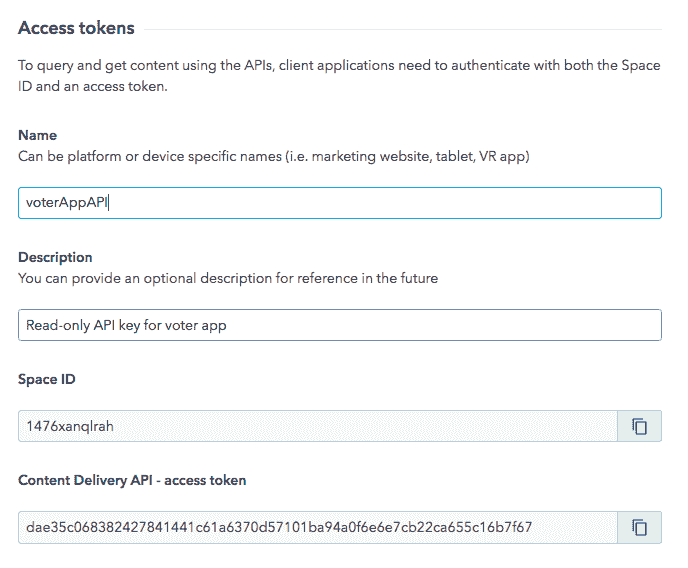 Access tokens
To query and get content using the APIs, client applications need to authenticate with both the Space
ID and an access token.
Name
Can be platform or device specific names (i.e. marketing website, tablet, VR app)
voterAppAPI
Description
You can provide an optional description for reference in the future
Read-only API key for voter app
Space ID
1476xanqlrah
Content Delivery API - access token
dae35c068382427841441c61a6370d57101ba94a0f6e6e7cb22ca655c16b7f67